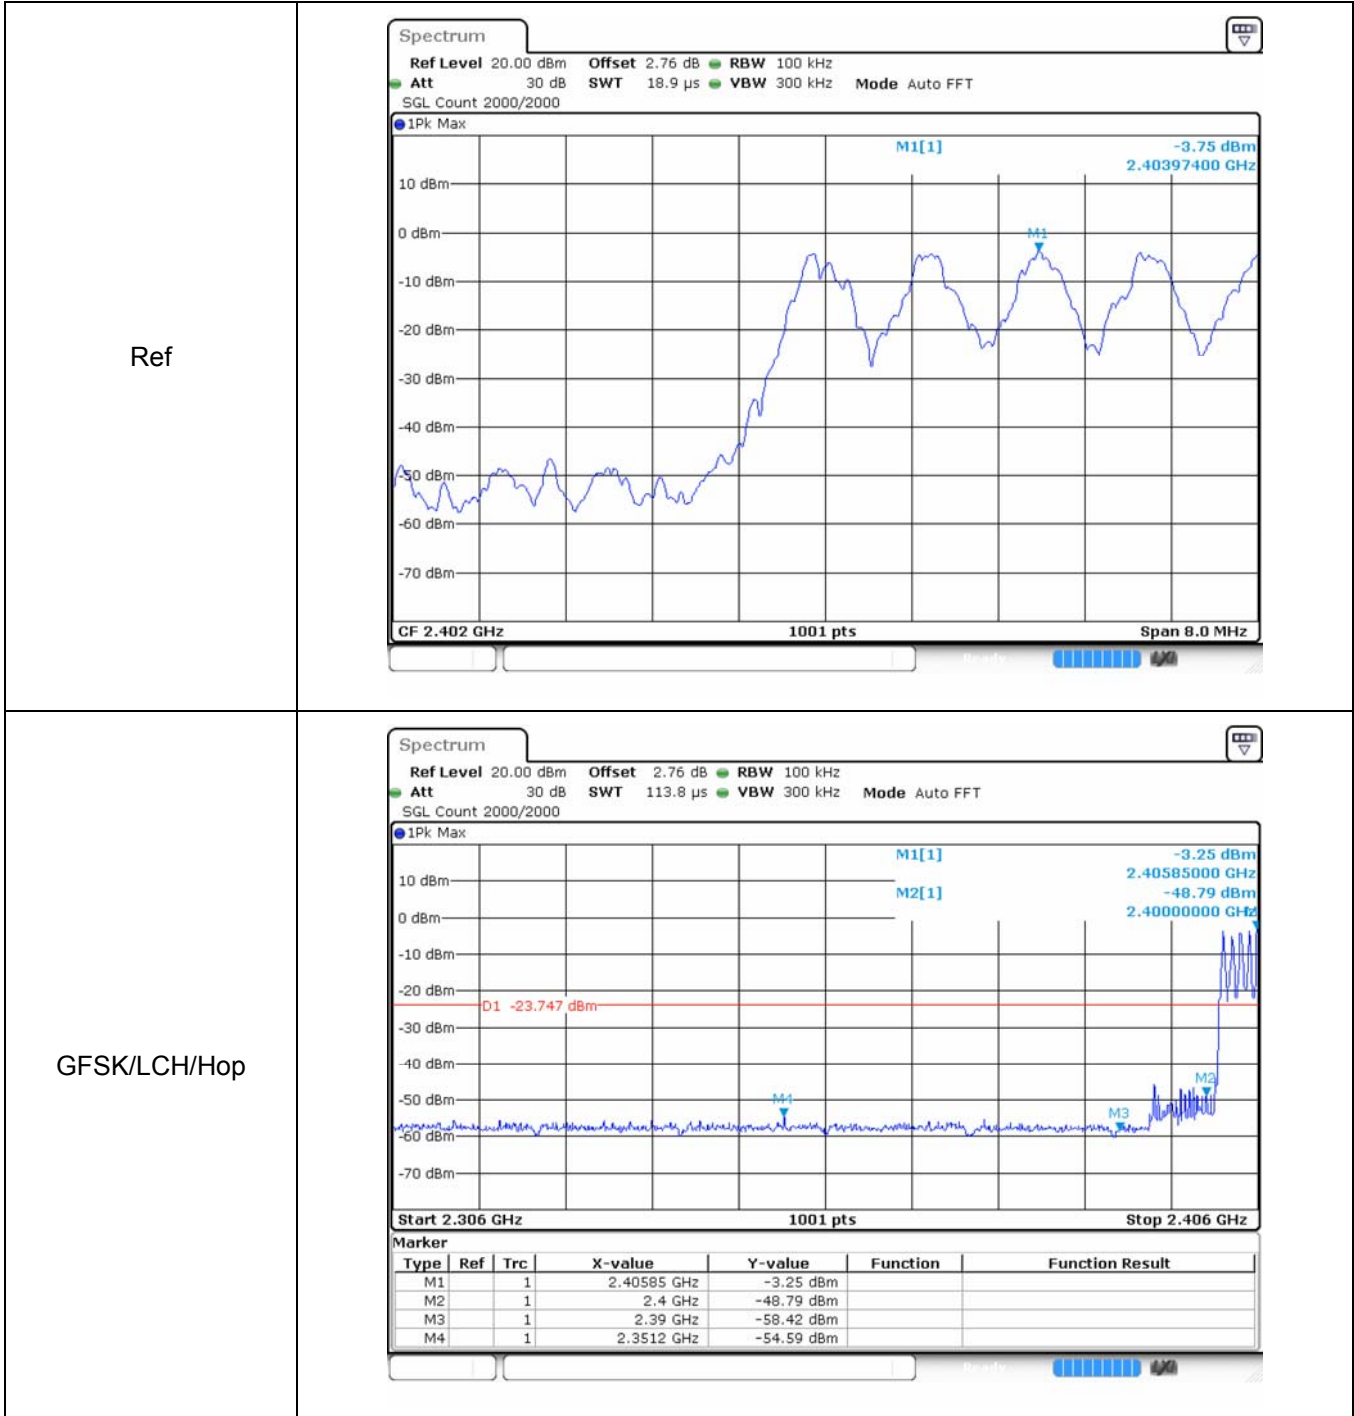 Ref
Spectrum
Ref Level 20.00 dBm Offset 2.76 dB RBW 100 kHz
Att 30 dB SWT 18.9 µs VBW 300 kHz Mode Auto FFT
SGL Count 2000/2000
1Pk Max
M1[1] -3.75 dBm
2.40397400 GHz
10 dBm
0 dBm
M1
-10 dBm
-20 dBm
-30 dBm
-40 dBm
-50 dBm
-60 dBm
-70 dBm
CF 2.402 GHz 1001 pts Span 8.0 MHz
Ready
GFSK/LCH/Hop
Spectrum
Ref Level 20.00 dBm Offset 2.76 dB RBW 100 kHz
Att 30 dB SWT 113.8 µs VBW 300 kHz Mode Auto FFT
SGL Count 2000/2000
1Pk Max
M1[1] -3.25 dBm
2.40585000 GHz
M2[1] -48.79 dBm
2.40000000 GHz
10 dBm
0 dBm
-10 dBm
-20 dBm
D1 -23.747 dBm
-30 dBm
-40 dBm
M2
-50 dBm
M4
M3
-60 dBm
-70 dBm
Start 2.306 GHz 1001 pts Stop 2.406 GHz
Marker
Type Ref Trc X-value Y-value Function Function Result
M1 1 2.40585 GHz -3.25 dBm
M2 1 2.4 GHz -48.79 dBm
M3 1 2.39 GHz -58.42 dBm
M4 1 2.3512 GHz -54.59 dBm
Ready